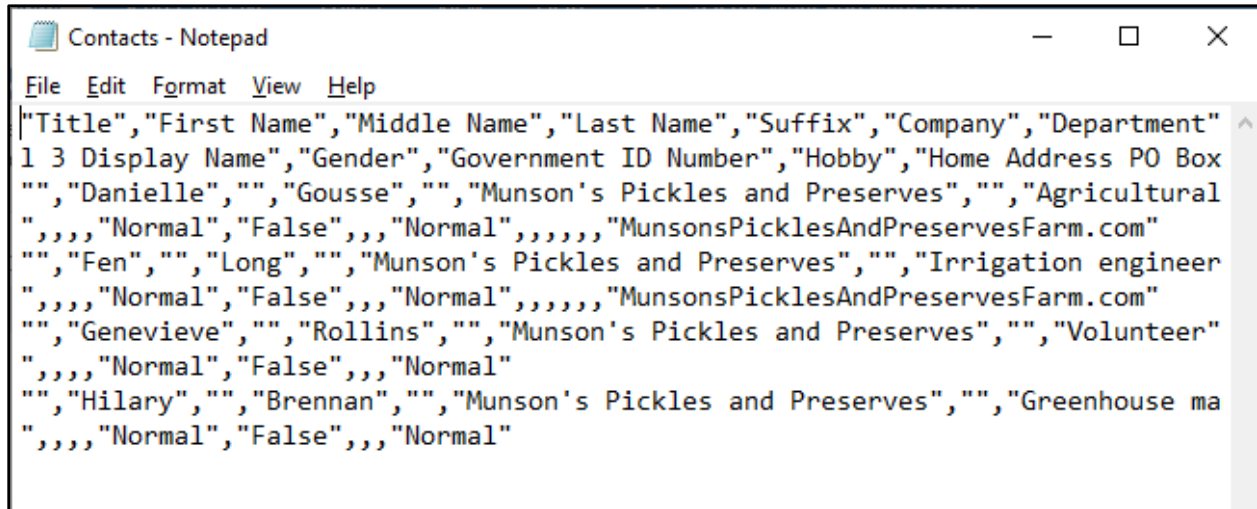 Contacts - Notepad
File Edit Format View Help
"Title","First Name","Middle Name","Last Name","Suffix","Company","Department"
l 3 Display Name","Gender","Government ID Number","Hobby","Home Address PO Box
"","Danielle","","Gousse","","Munson's Pickles and Preserves","","Agricultural
",,,,"Normal","False",,,"Normal",,,,,,"MunsonsPicklesAndPreservesFarm.com"
"","Fen","","Long","","Munson's Pickles and Preserves","","Irrigation engineer
",,,,"Normal","False",,,"Normal",,,,,,"MunsonsPicklesAndPreservesFarm.com"
"","Genevieve","","Rollins","","Munson's Pickles and Preserves","","Volunteer"
",,,,"Normal","False",,,"Normal"
"","Hilary","","Brennan","","Munson's Pickles and Preserves","","Greenhouse ma
",,,,"Normal","False",,,"Normal"